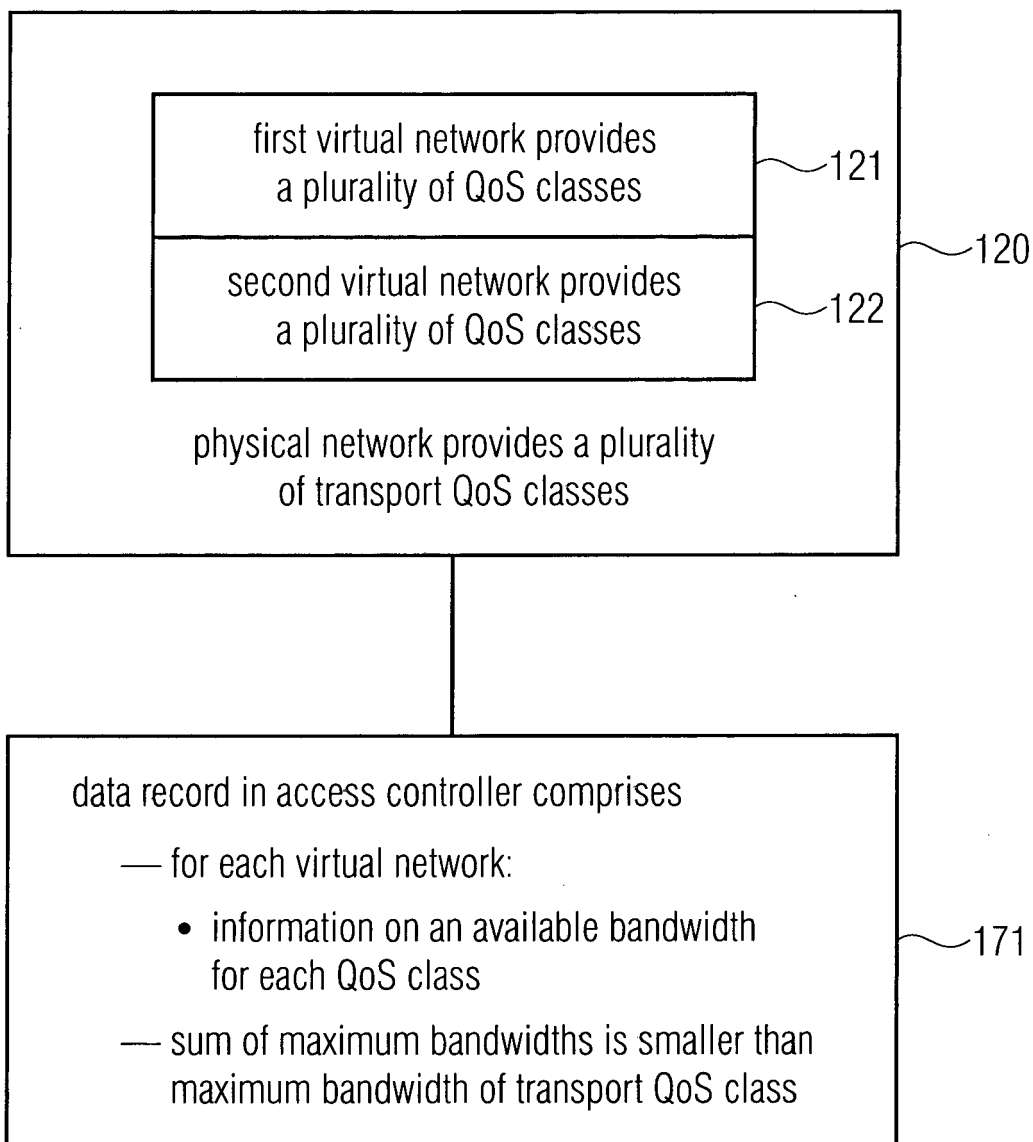 first virtual network provides
a plurality of QoS classes
121
120
second virtual network provides
a plurality of QoS classes
122
physical network provides a plurality
of transport QoS classes
data record in access controller comprises
— for each virtual network:
• information on an available bandwidth
for each QoS class
171
— sum of maximum bandwidths is smaller than
maximum bandwidth of transport QoS class